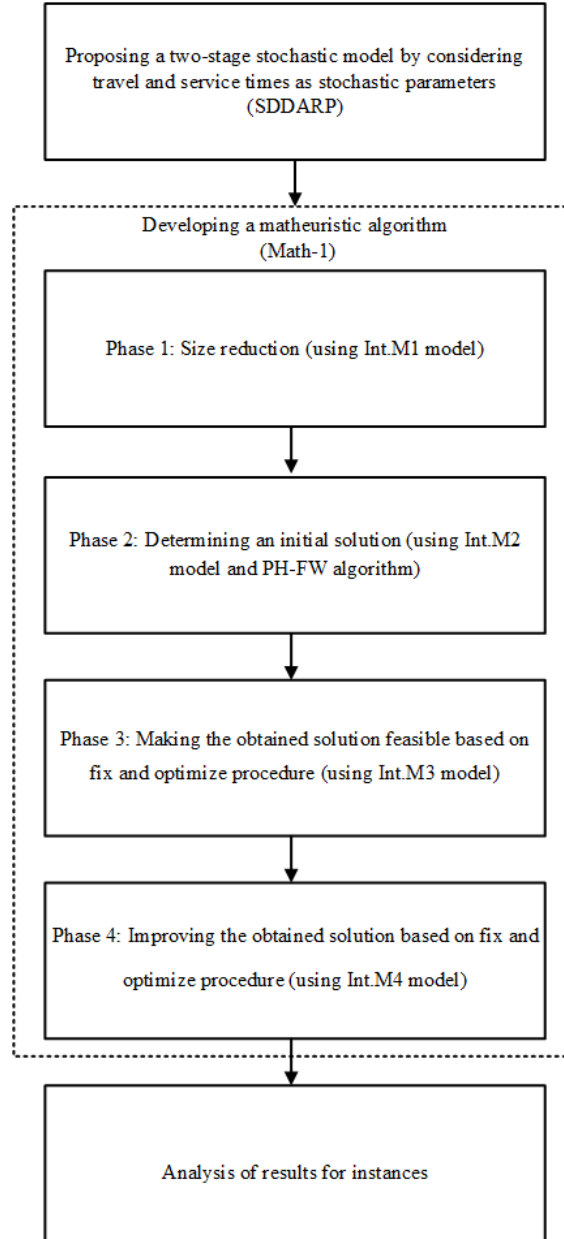 Proposing a two-stage stochastic model by considering
travel and service times as stochastic parameters
(SDDARP)
Developing a matheuristic algorithm
(Math-1)
Phase 1: Size reduction (using Int.M1 model)
Phase 2: Determining an initial solution (using Int.M2
model and PH-FW algorithm)
Phase 3: Making the obtained solution feasible based on
fix and optimize procedure (using Int.M3 model)
Phase 4: Improving the obtained solution based on fix and
optimize procedure (using Int.M4 model)
Analysis of results for instances